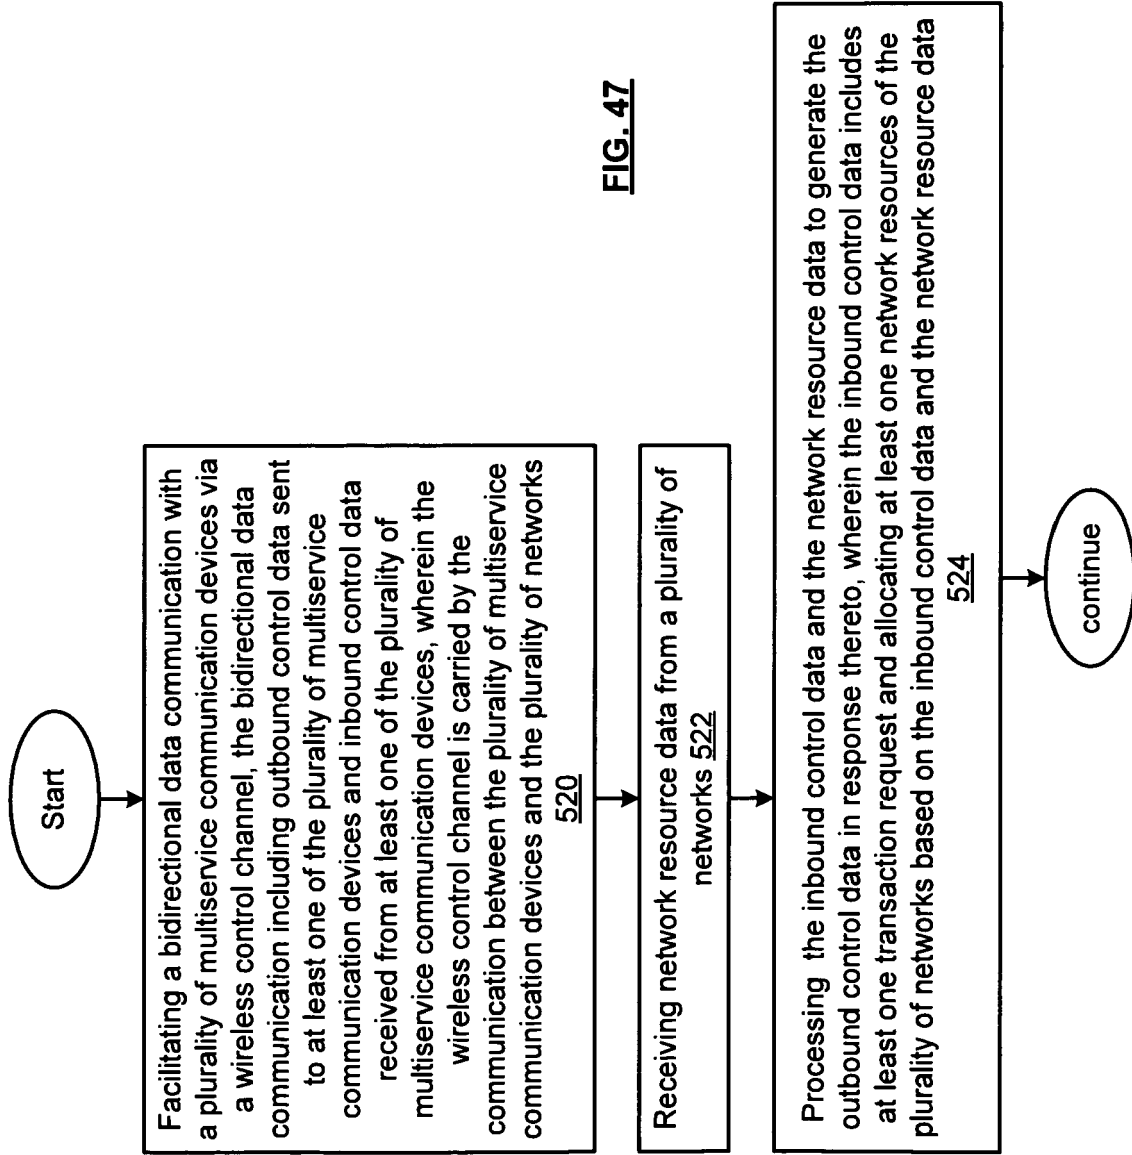 Start
Facilitating a bidirectional data communication with
a plurality of multiservice communication devices via
a wireless control channel, the bidirectional data
communication including outbound control data sent
to at least one of the plurality of multiservice
communication devices and inbound control data
received from at least one of the plurality of
multiservice communication devices, wherein the
wireless control channel is carried by the
communication between the plurality of multiservice
communication devices and the plurality of networks
520
Receiving network resource data from a plurality of
networks 522
Processing the inbound control data and the network resource data to generate the
outbound control data in response thereto, wherein the inbound control data includes
at least one transaction request and allocating at least one network resources of the
plurality of networks based on the inbound control data and the network resource data
524
continue
FIG. 47